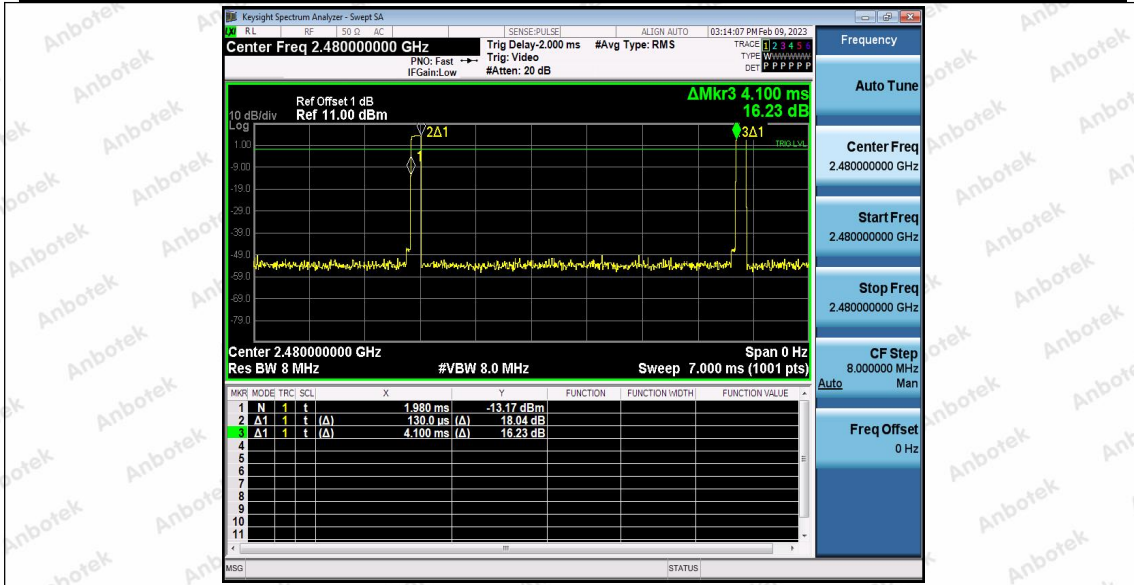 Keysight Spectrum Analyzer - Swept SA
LXI RL RF 50 Ω AC SENSE:PULSE ALIGN AUTO 03:14:07 PM Feb 09, 2023
Center Freq 2.480000000 GHz
PNO: Fast
IFGain:Low
Trig Delay-2.000 ms
Trig: Video
#Atten: 20 dB
#Avg Type: RMS
TRACE 1 2 3 4 5 6
TYPE WWWWWW
DET P P P P P P
ΔMkr3 4.100 ms
16.23 dB
Ref Offset 1 dB
10 dB/div Ref 11.00 dBm
Log
2Δ1
3Δ1
TRIG LVL
1
1.00
-9.00
-19.0
-29.0
-39.0
-49.0
-59.0
-69.0
-79.0
Center 2.480000000 GHz Span 0 Hz
Res BW 8 MHz #VBW 8.0 MHz Sweep 7.000 ms (1001 pts)
MKR MODE TRC SCL X Y FUNCTION FUNCTION WIDTH FUNCTION VALUE
1 N 1 t 1.980 ms -13.17 dBm
2 Δ1 1 t (Δ) 130.0 µs (Δ) 18.04 dB
3 Δ1 1 t (Δ) 4.100 ms (Δ) 16.23 dB
4
5
6
7
8
9
10
11
MSG STATUS
Frequency
Auto Tune
Center Freq
2.480000000 GHz
Start Freq
2.480000000 GHz
Stop Freq
2.480000000 GHz
CF Step
8.000000 MHz
Auto Man
Freq Offset
0 Hz
Anbotek